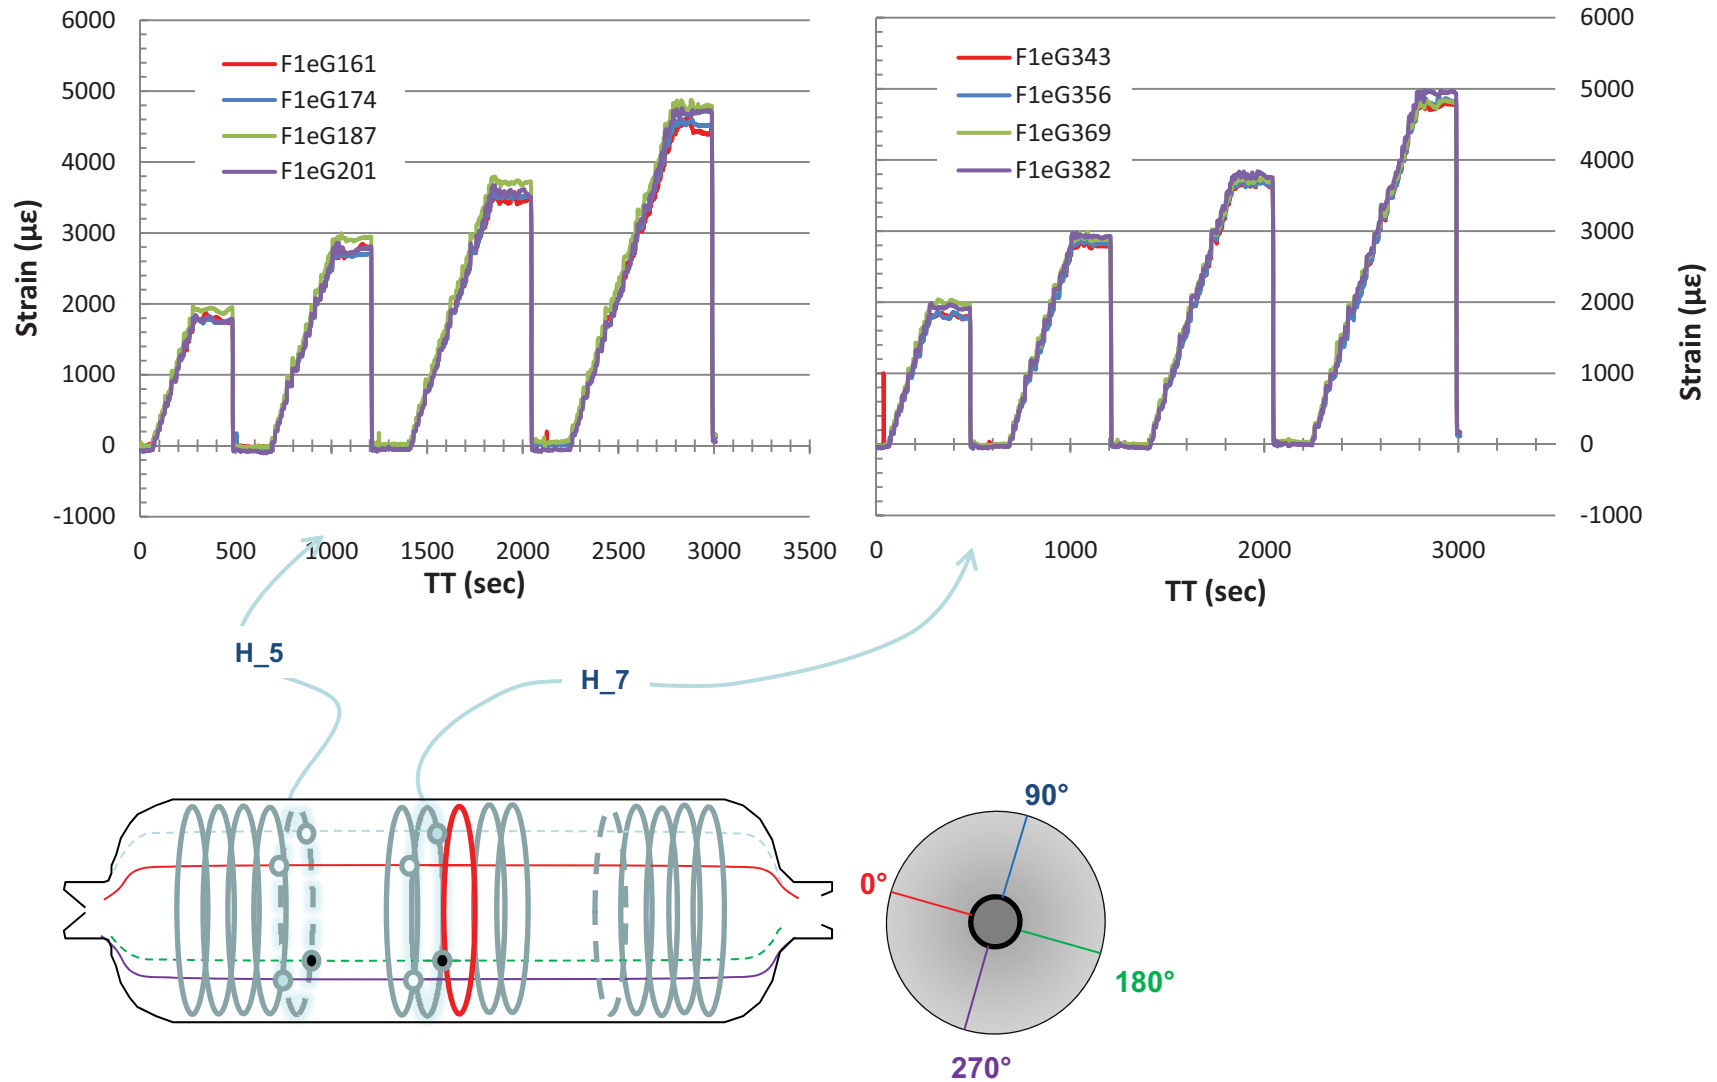 6000
5000
4000
3000
2000
1000
0
-1000
Strain (με)
F1eG161
F1eG174
F1eG187
F1eG201
0 500 1000 1500 2000 2500 3000 3500
TT (sec)
F1eG343
F1eG356
F1eG369
F1eG382
6000
5000
4000
3000
2000
1000
0
-1000
Strain (με)
0 1000 2000 3000
TT (sec)
H_5
H_7
90°
0°
180°
270°